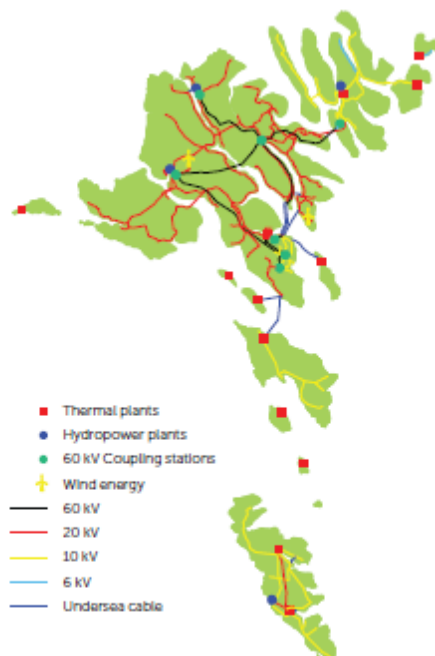 Thermal plants
Hydropower plants
60 kV Coupling stations
Wind energy
60 kV
20 kV
10 kV
6 kV
Undersea cable